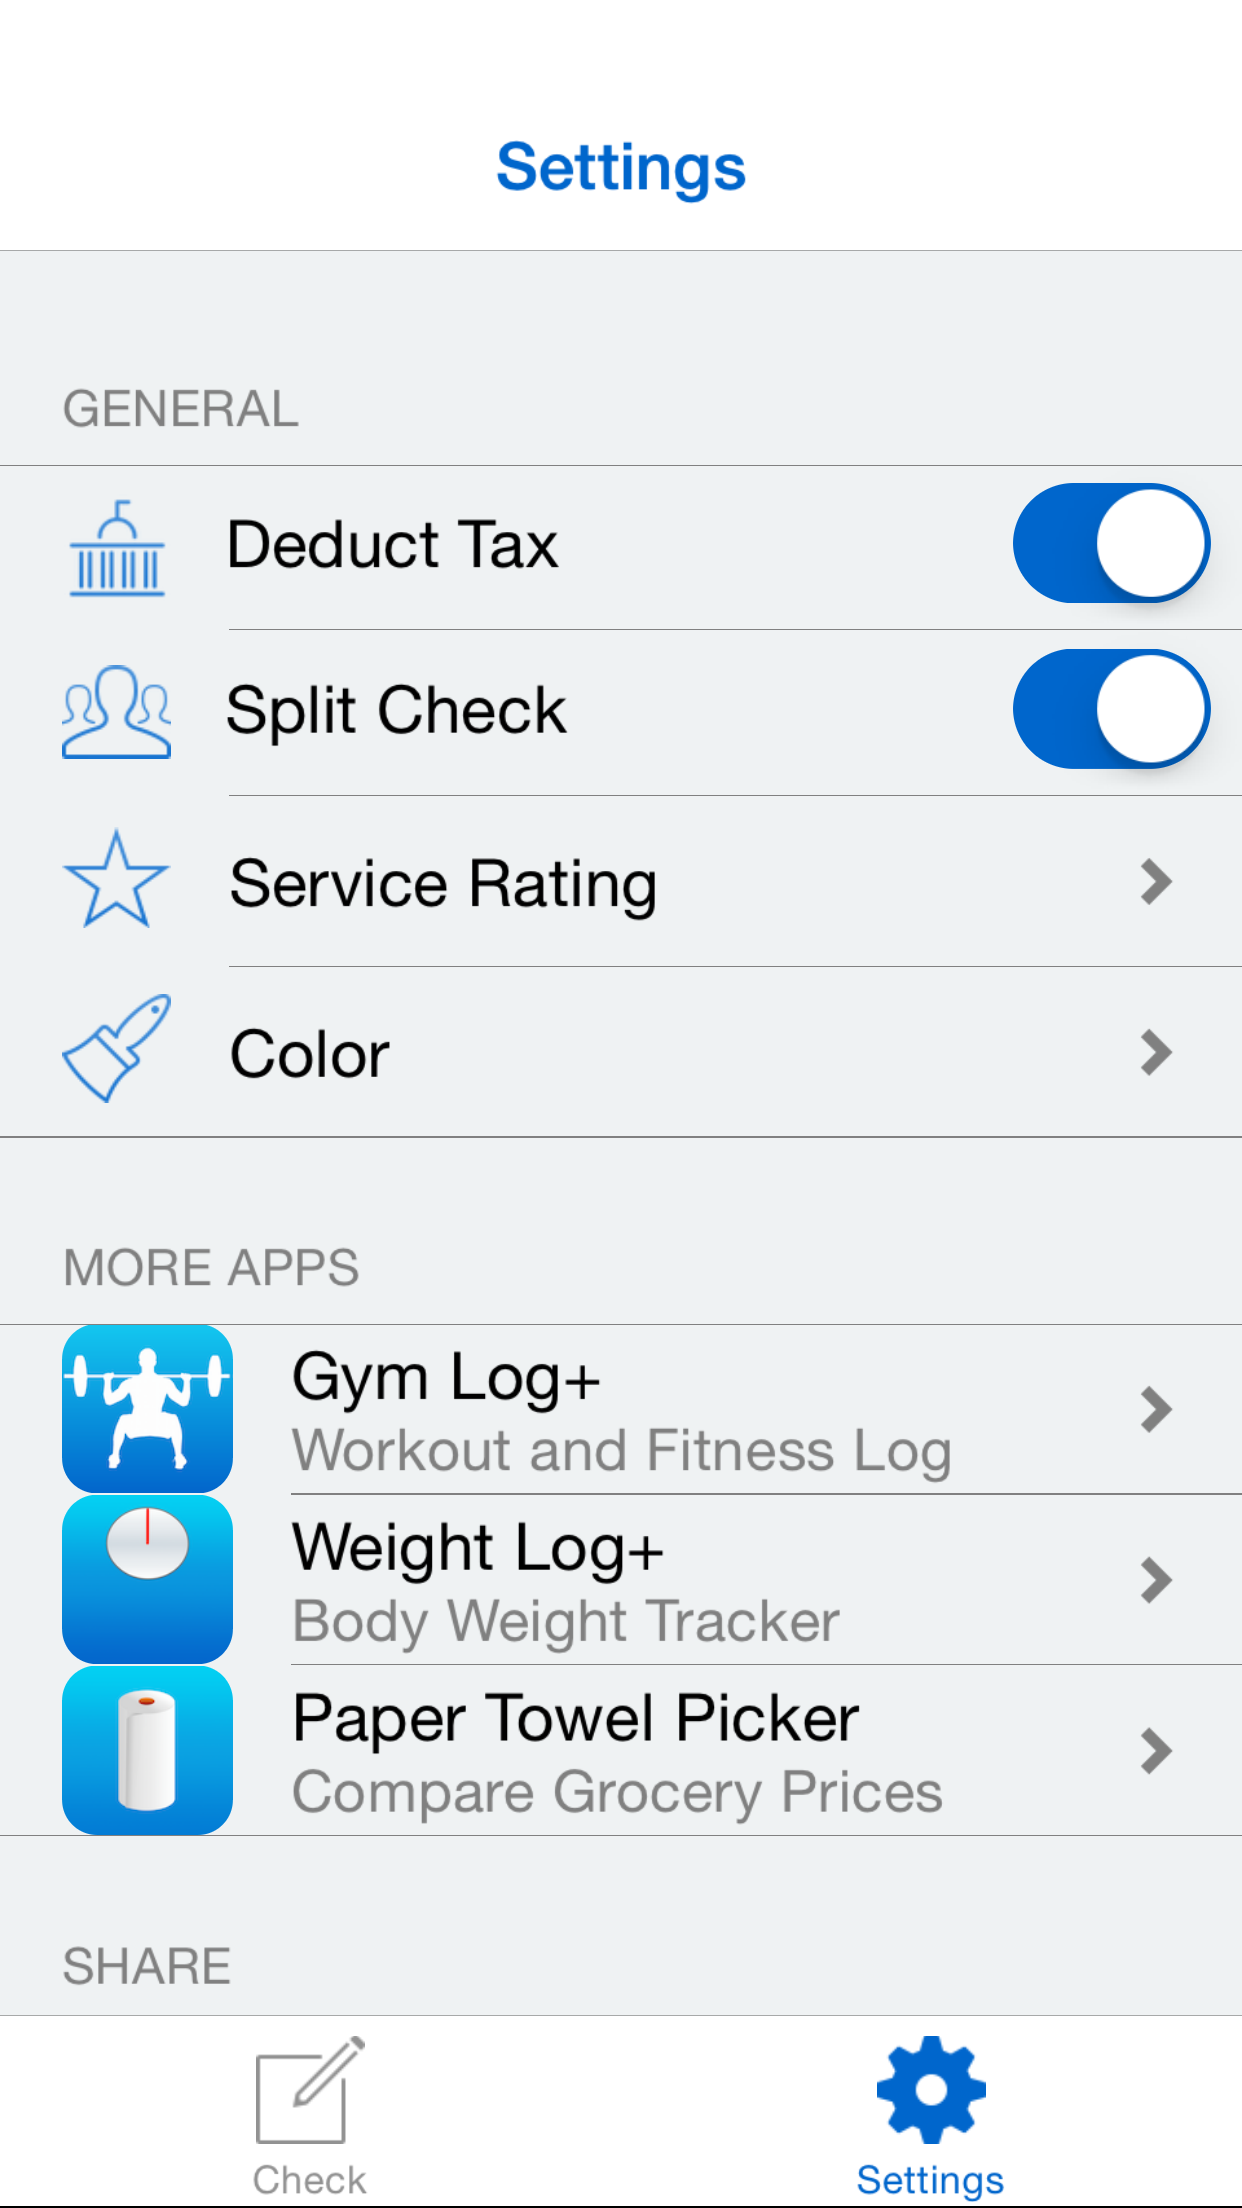 Settings
GENERAL
Deduct Tax
Split Check
Service Rating
Color
MORE APPS
Gym Log+
Workout and Fitness Log
Weight Log+
Body Weight Tracker
Paper Towel Picker
Compare Grocery Prices
SHARE
Check
Settings